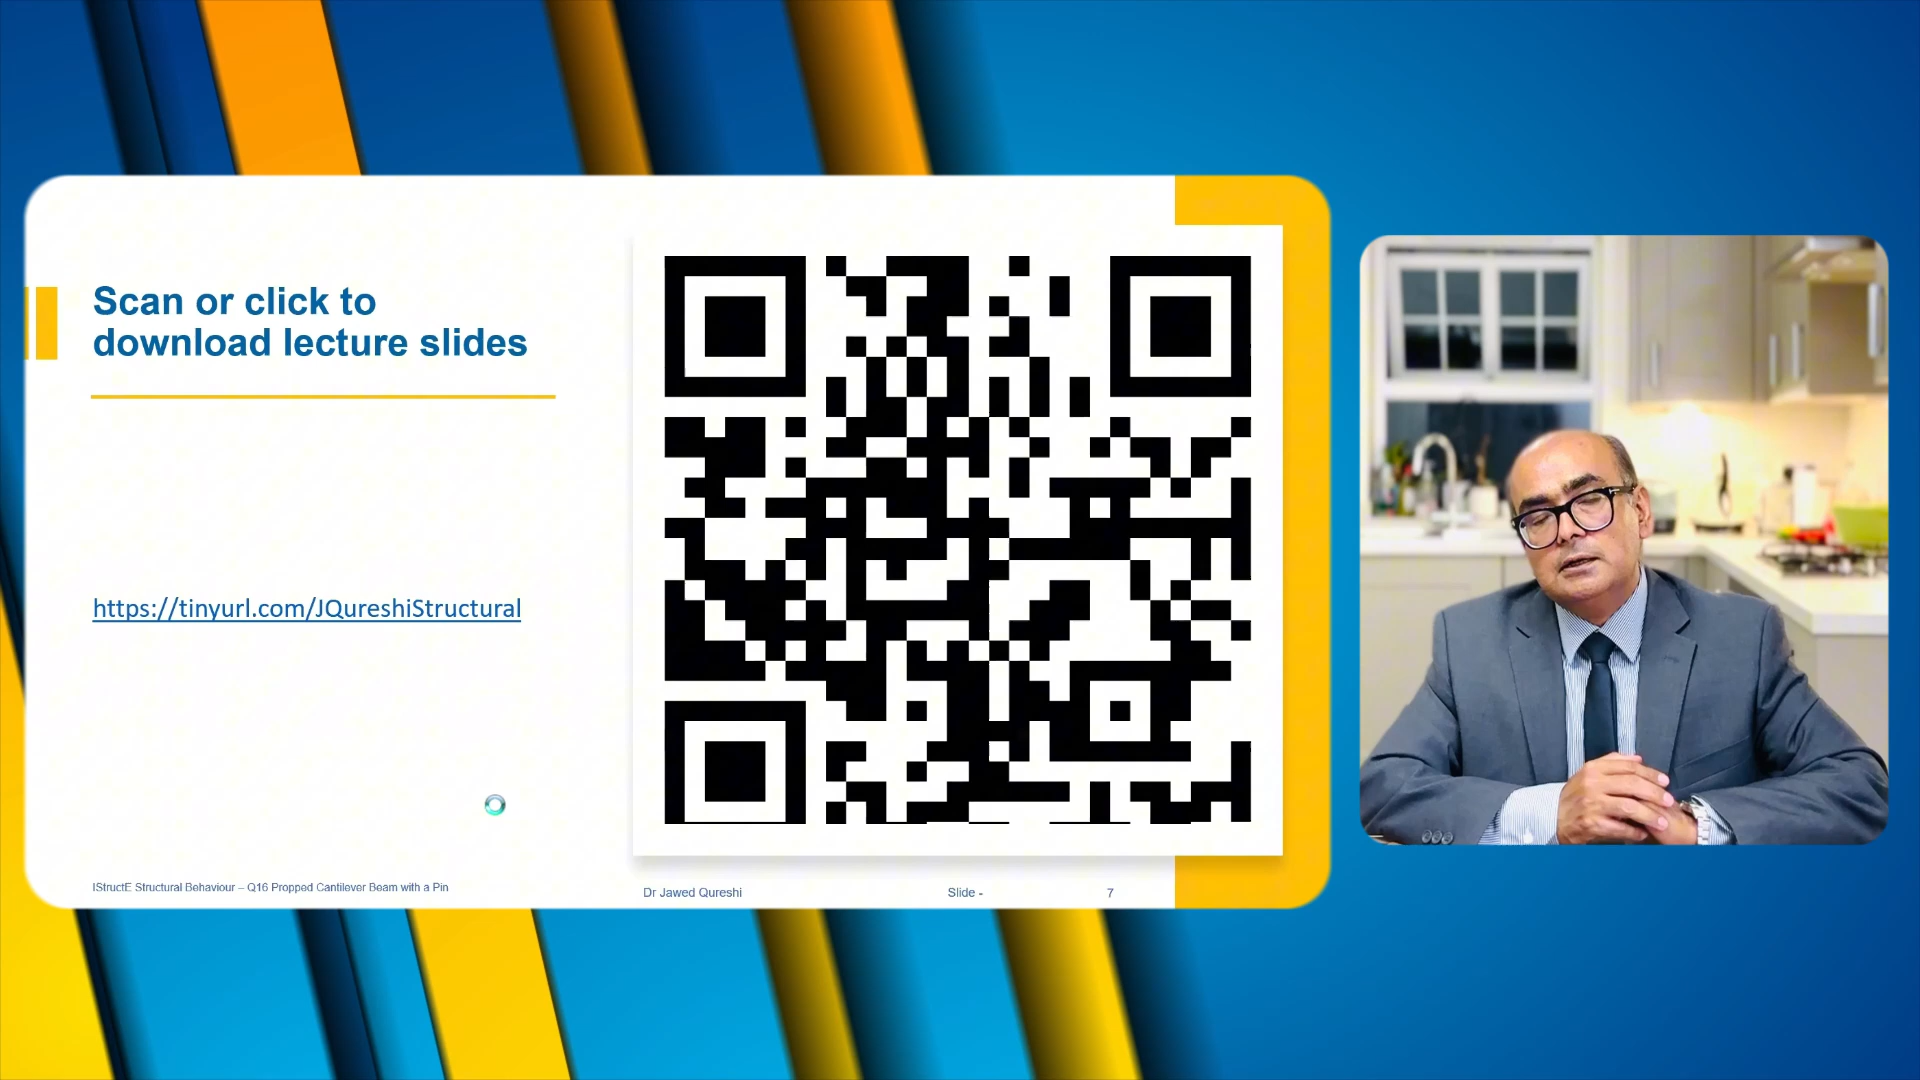 Scan or click to
download lecture slides
https://tinyurl.com/JQureshiStructural
IStructE Structural Behaviour – Q16 Propped Cantilever Beam with a Pin
Dr Jawed Qureshi
Slide -
7